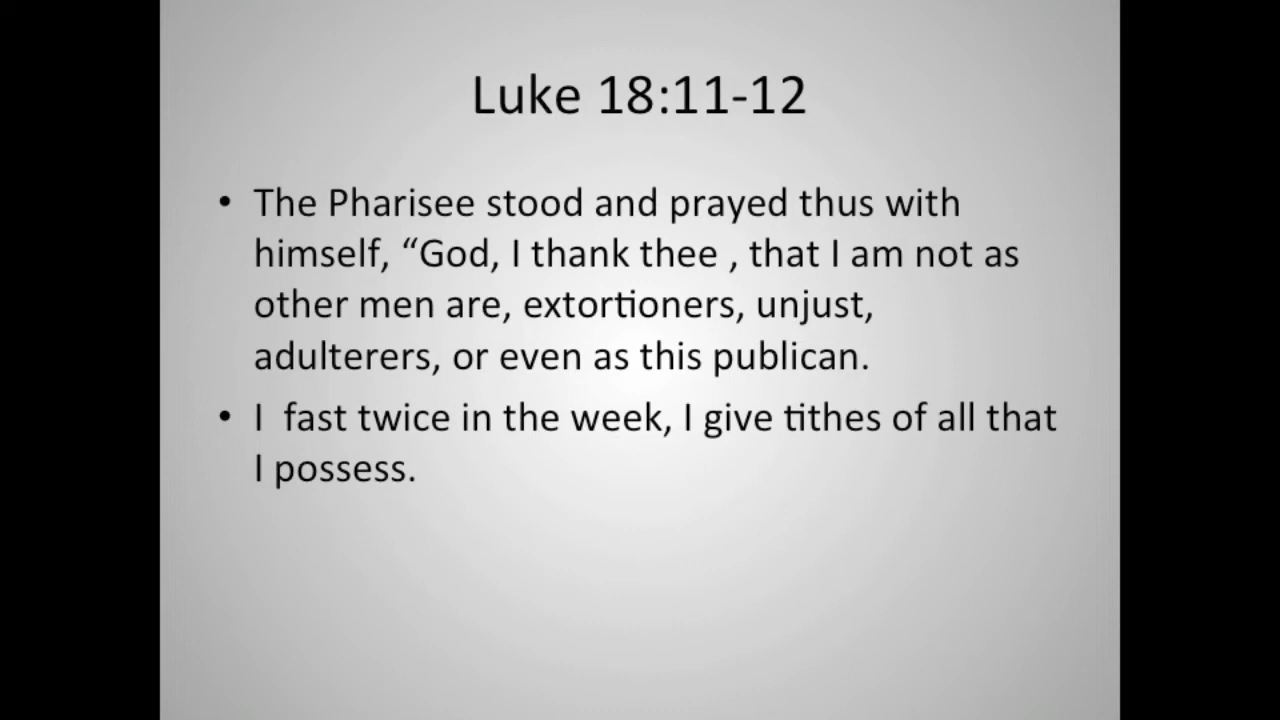 Luke 18:11-12
• The Pharisee stood and prayed thus with
himself, “God, I thank thee , that I am not as
other men are, extortioners, unjust,
adulterers, or even as this publican.
• I  fast twice in the week, I give tithes of all that
I possess.